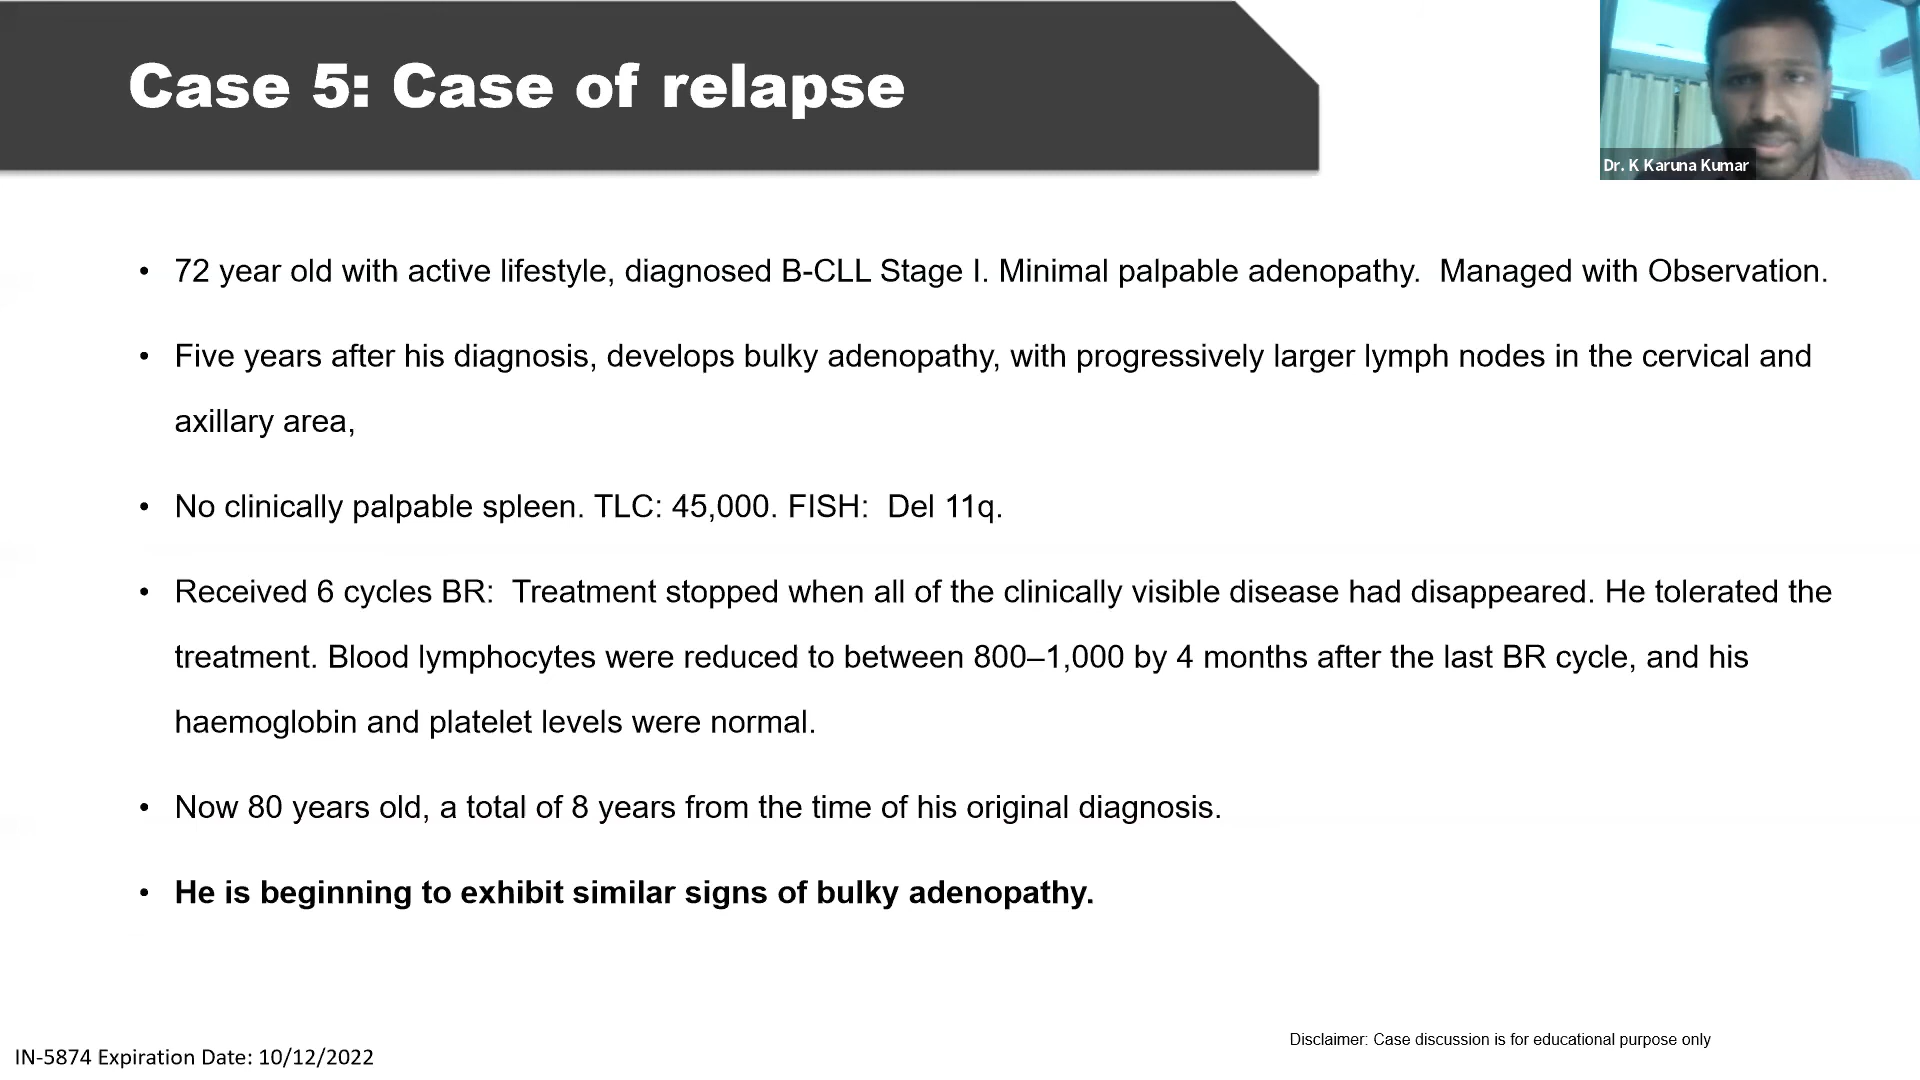 Case 5: Case of relapse
Dr. K Karuna Kumar
• 72 year old with active lifestyle, diagnosed B-CLL Stage I. Minimal palpable adenopathy.  Managed with Observation.
• Five years after his diagnosis, develops bulky adenopathy, with progressively larger lymph nodes in the cervical and
axillary area,
• No clinically palpable spleen. TLC: 45,000. FISH:  Del 11q.
• Received 6 cycles BR:  Treatment stopped when all of the clinically visible disease had disappeared. He tolerated the
treatment. Blood lymphocytes were reduced to between 800–1,000 by 4 months after the last BR cycle, and his
haemoglobin and platelet levels were normal.
• Now 80 years old, a total of 8 years from the time of his original diagnosis.
• He is beginning to exhibit similar signs of bulky adenopathy.
Disclaimer: Case discussion is for educational purpose only
IN-5874 Expiration Date: 10/12/2022